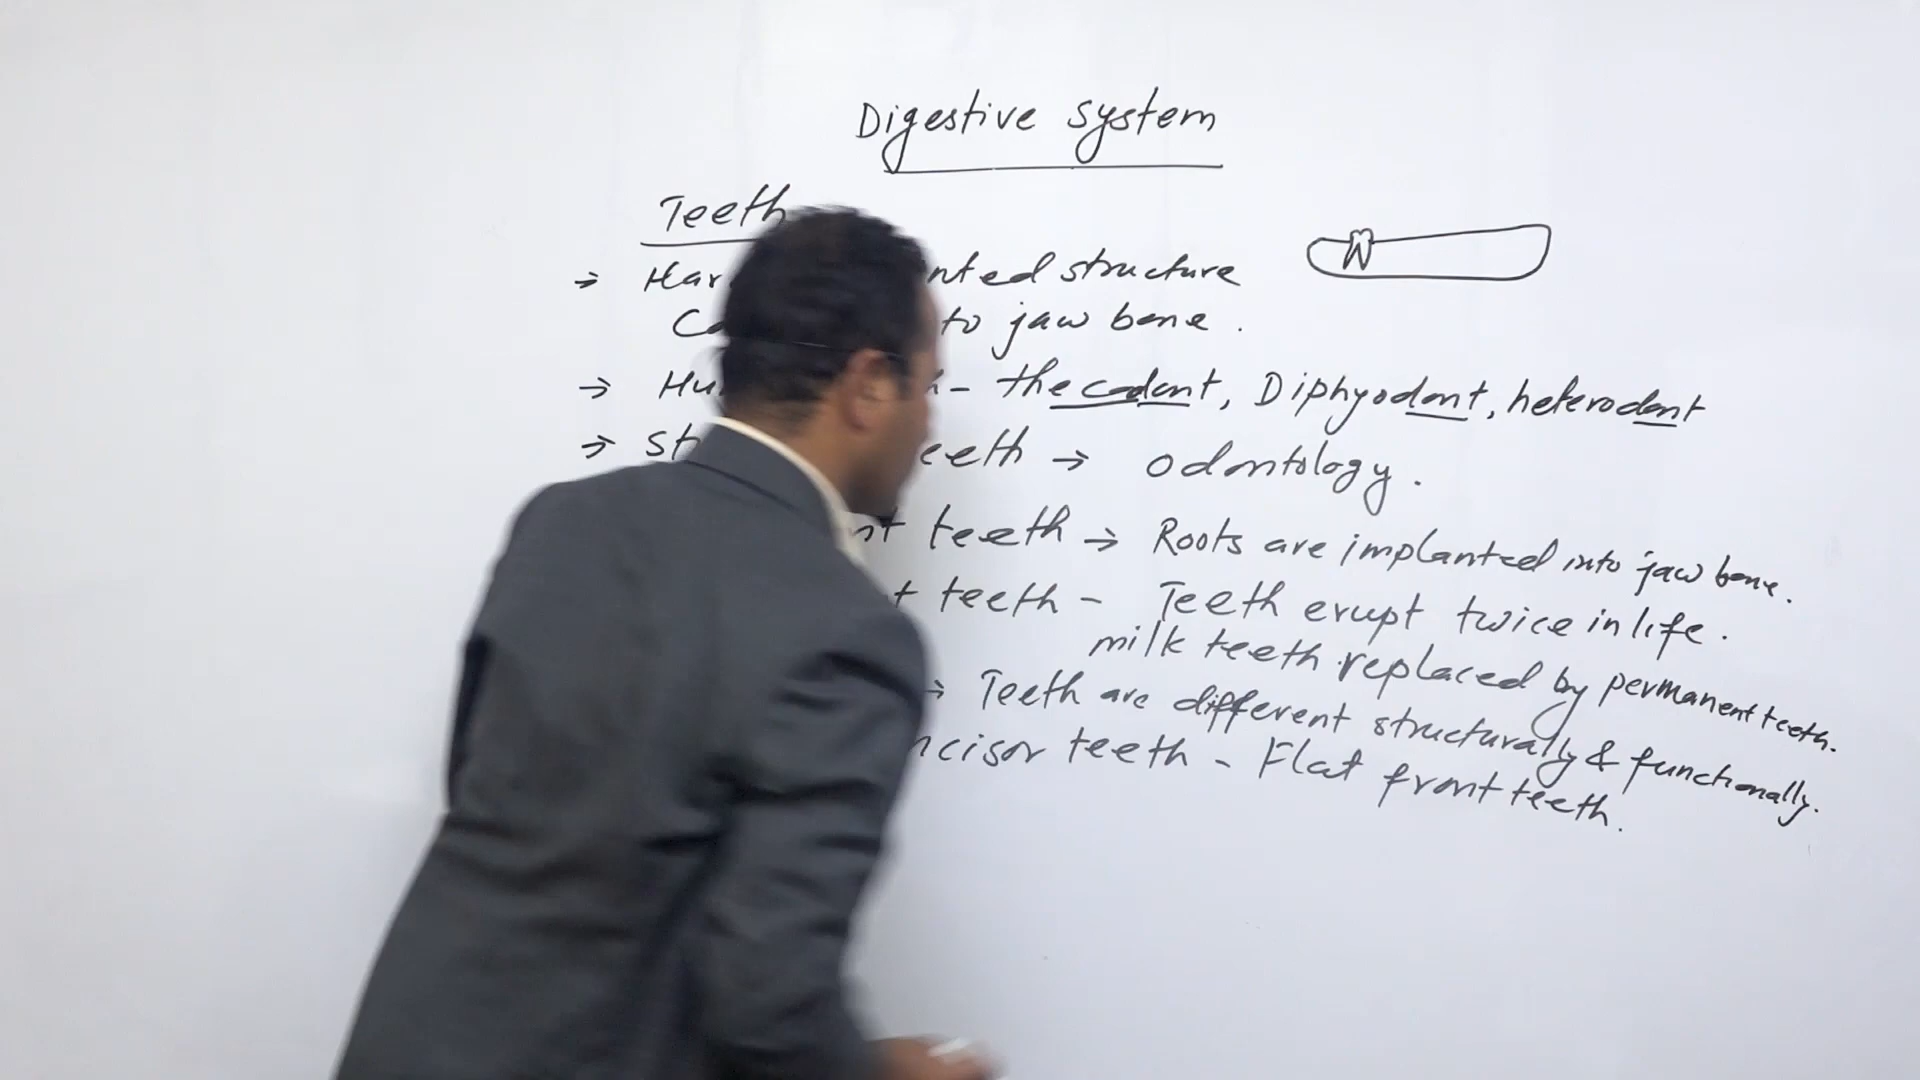 Digestive system
Teeth
→ Har nted structure
to jaw bone.
→ Hu - thecodont, Diphyodont, heterodont
→ st eeth → odontology.
nt teeth → Roots are implanted into jaw bone.
t teeth - Teeth erupt twice in life.
milk teeth replaced by permanent teeth.
→ Teeth are different structurally & functionally.
ncisor teeth - Flat front teeth.